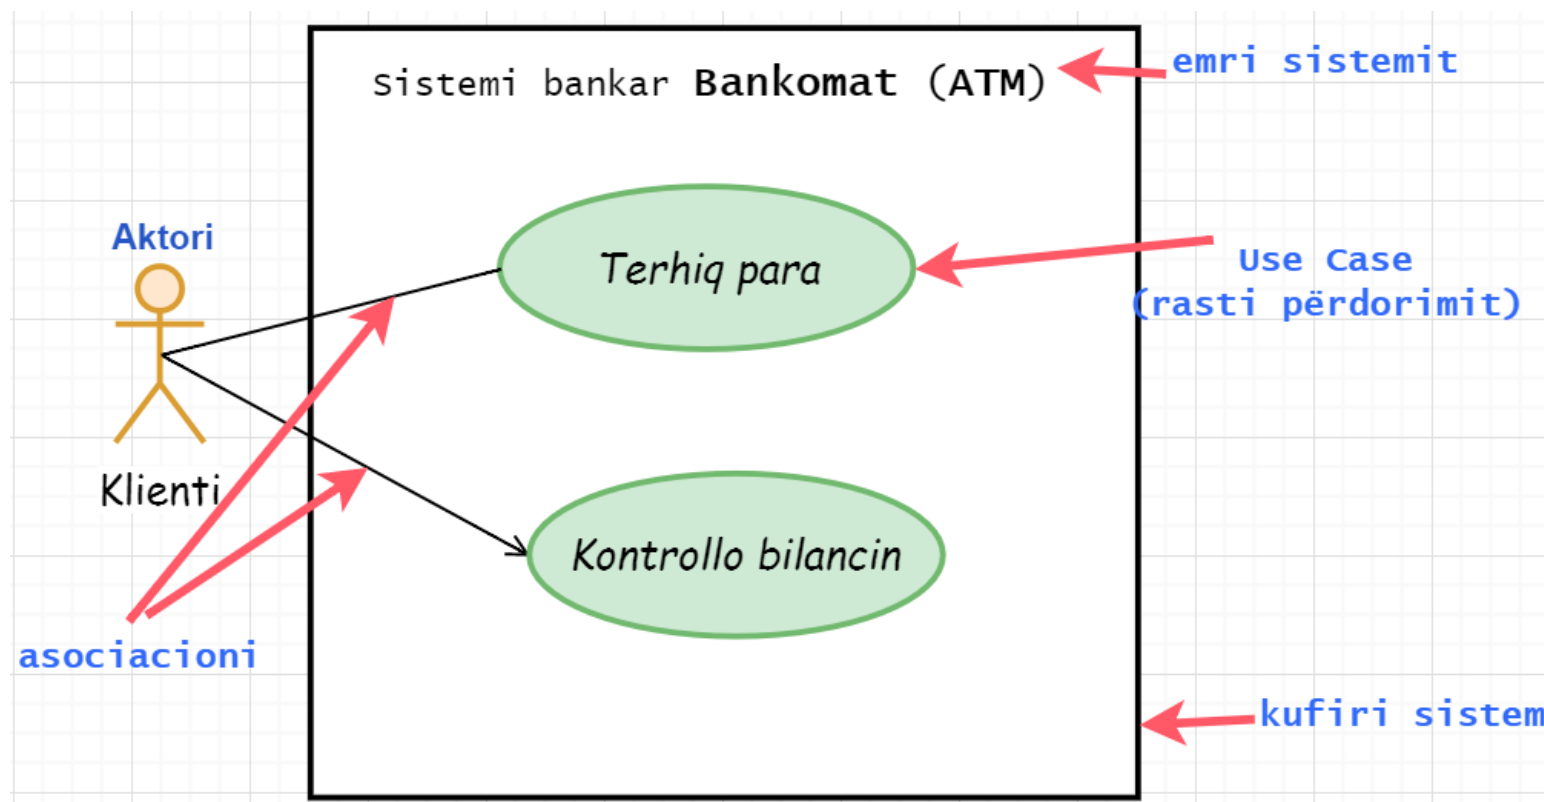 Sistemi bankar Bankomat (ATM)
emri sistemit
Aktori
Terhiq para
Use Case
(rasti përdorimit)
Klienti
Kontrollo bilancin
asociacioni
kufiri sistem